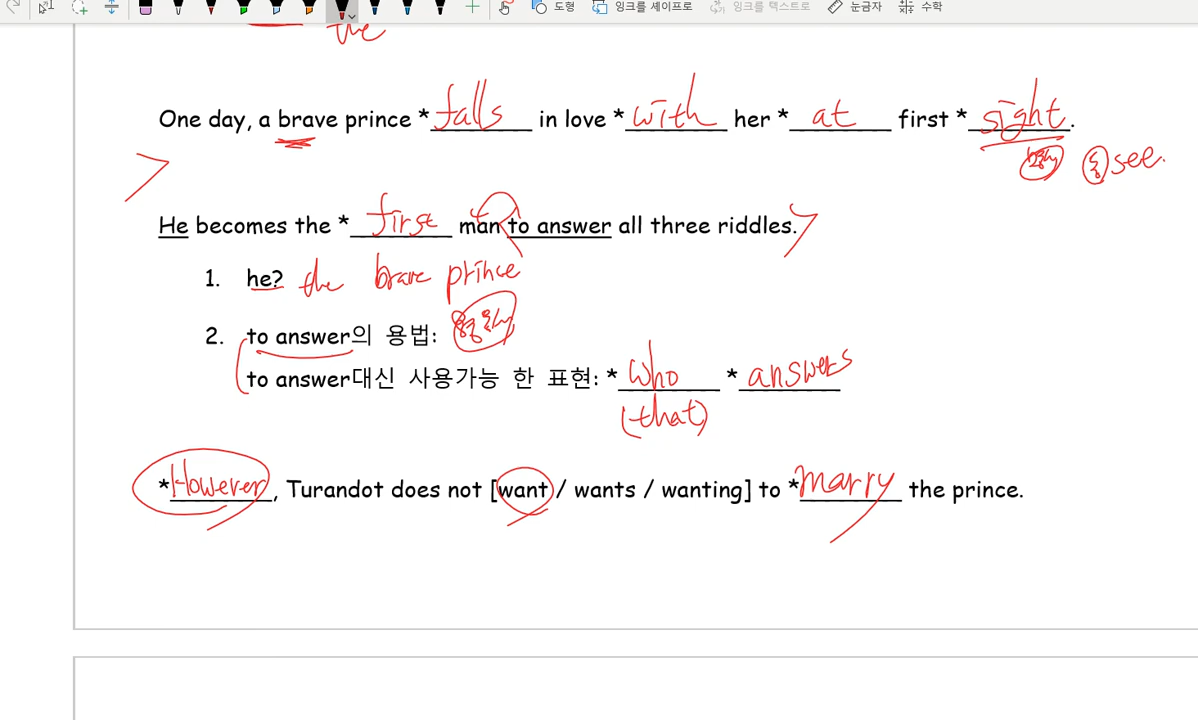 도형 잉크를 셰이프로 잉크를 텍스트로 눈금자 수학
the
One day, a brave prince *falls in love *with her *at first *sight.
명사 동 see.
He becomes the *first man to answer all three riddles.
1. he? the brave prince
2. to answer의 용법:
to answer대신 사용가능 한 표현: *who *answers
(that)
*However, Turandot does not [want / wants / wanting] to *marry the prince.